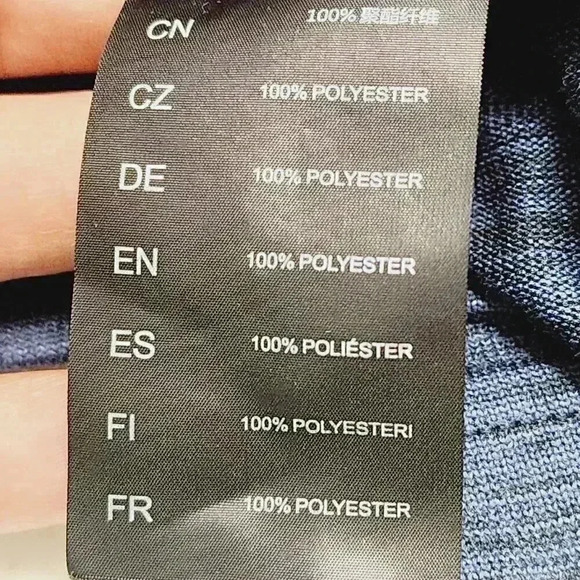 CN 100% 聚酯纤维
CZ 100% POLYESTER
DE 100% POLYESTER
EN 100% POLYESTER
ES 100% POLIÉSTER
FI 100% POLYESTERI
FR 100% POLYESTER